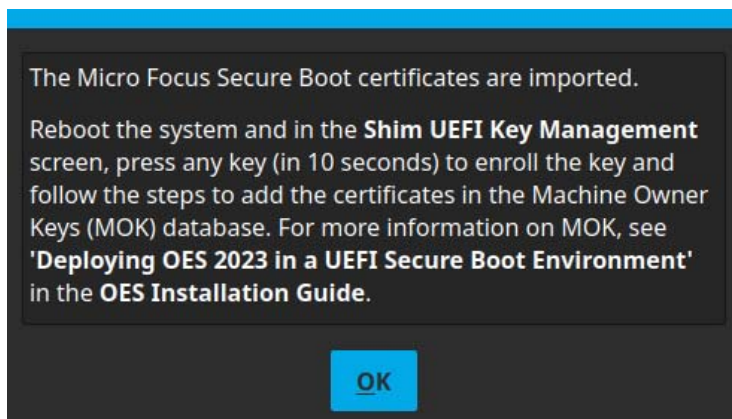 The Micro Focus Secure Boot certificates are imported.
Reboot the system and in the Shim UEFI Key Management
screen, press any key (in 10 seconds) to enroll the key and
follow the steps to add the certificates in the Machine Owner
Keys (MOK) database. For more information on MOK, see
'Deploying OES 2023 in a UEFI Secure Boot Environment'
in the OES Installation Guide.
OK